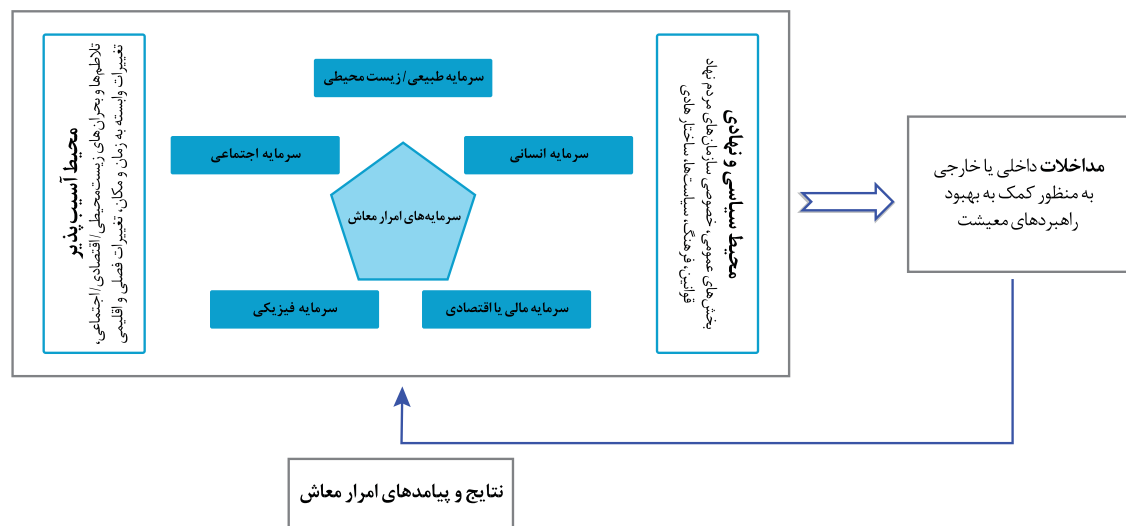 محیط آسیب پذیر
تلاطم‌ها و بحران‌های زیست‌محیطی/اقتصادی/اجتماعی،
تغییرات وابسته به زمان و مکان، تغییرات فصلی و اقلیمی
سرمایه طبیعی/زیست محیطی
سرمایه اجتماعی
سرمایه انسانی
سرمایه‌های امرار معاش
سرمایه فیزیکی
سرمایه مالی یا اقتصادی
محیط سیاسی و نهادی
بخش‌های عمومی، خصوصی سازمان‌های مردم نهاد
قوانین، فرهنگ، سیاست‌ها، ساختار هادی
مداخلات داخلی یا خارجی
به منظور کمک به بهبود
راهبردهای معیشت
نتایج و پیامدهای امرار معاش